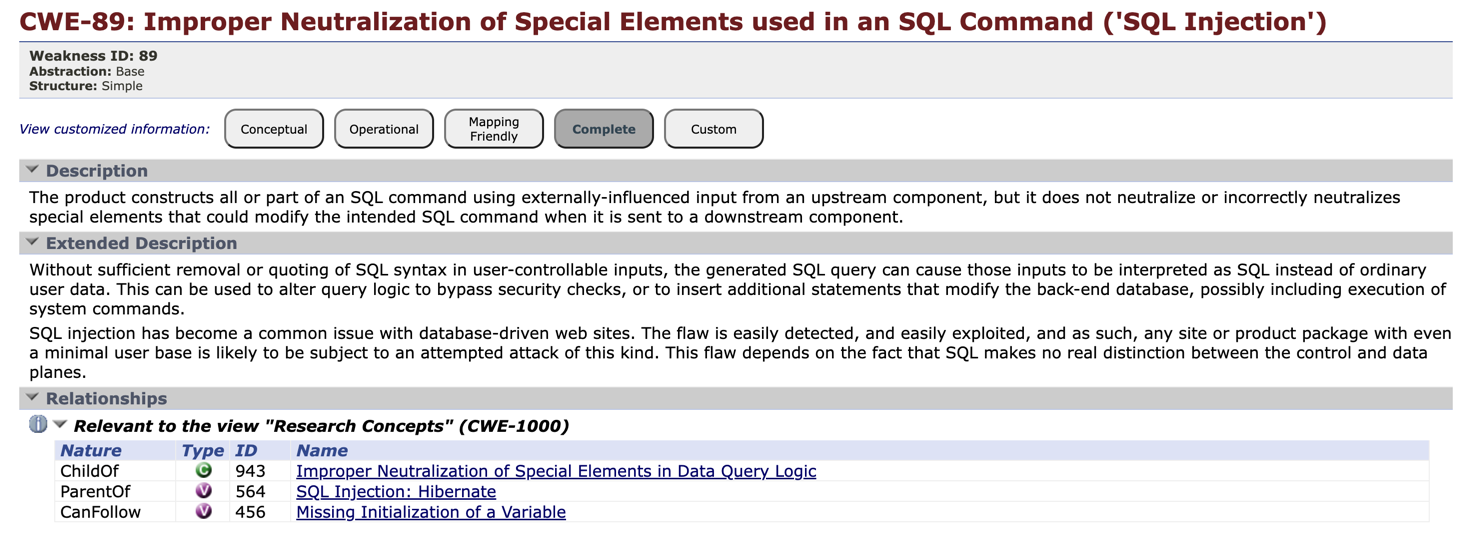 CWE-89: Improper Neutralization of Special Elements used in an SQL Command ('SQL Injection')
Weakness ID: 89
Abstraction: Base
Structure: Simple
View customized information:
Conceptual
Operational
Mapping
Friendly
Complete
Custom
Description
The product constructs all or part of an SQL command using externally-influenced input from an upstream component, but it does not neutralize or incorrectly neutralizes
special elements that could modify the intended SQL command when it is sent to a downstream component.
Extended Description
Without sufficient removal or quoting of SQL syntax in user-controllable inputs, the generated SQL query can cause those inputs to be interpreted as SQL instead of ordinary
user data. This can be used to alter query logic to bypass security checks, or to insert additional statements that modify the back-end database, possibly including execution of
system commands.
SQL injection has become a common issue with database-driven web sites. The flaw is easily detected, and easily exploited, and as such, any site or product package with even
a minimal user base is likely to be subject to an attempted attack of this kind. This flaw depends on the fact that SQL makes no real distinction between the control and data
planes.
Relationships
i Relevant to the view "Research Concepts" (CWE-1000)
Nature Type ID Name
ChildOf C 943 Improper Neutralization of Special Elements in Data Query Logic
ParentOf V 564 SQL Injection: Hibernate
CanFollow V 456 Missing Initialization of a Variable